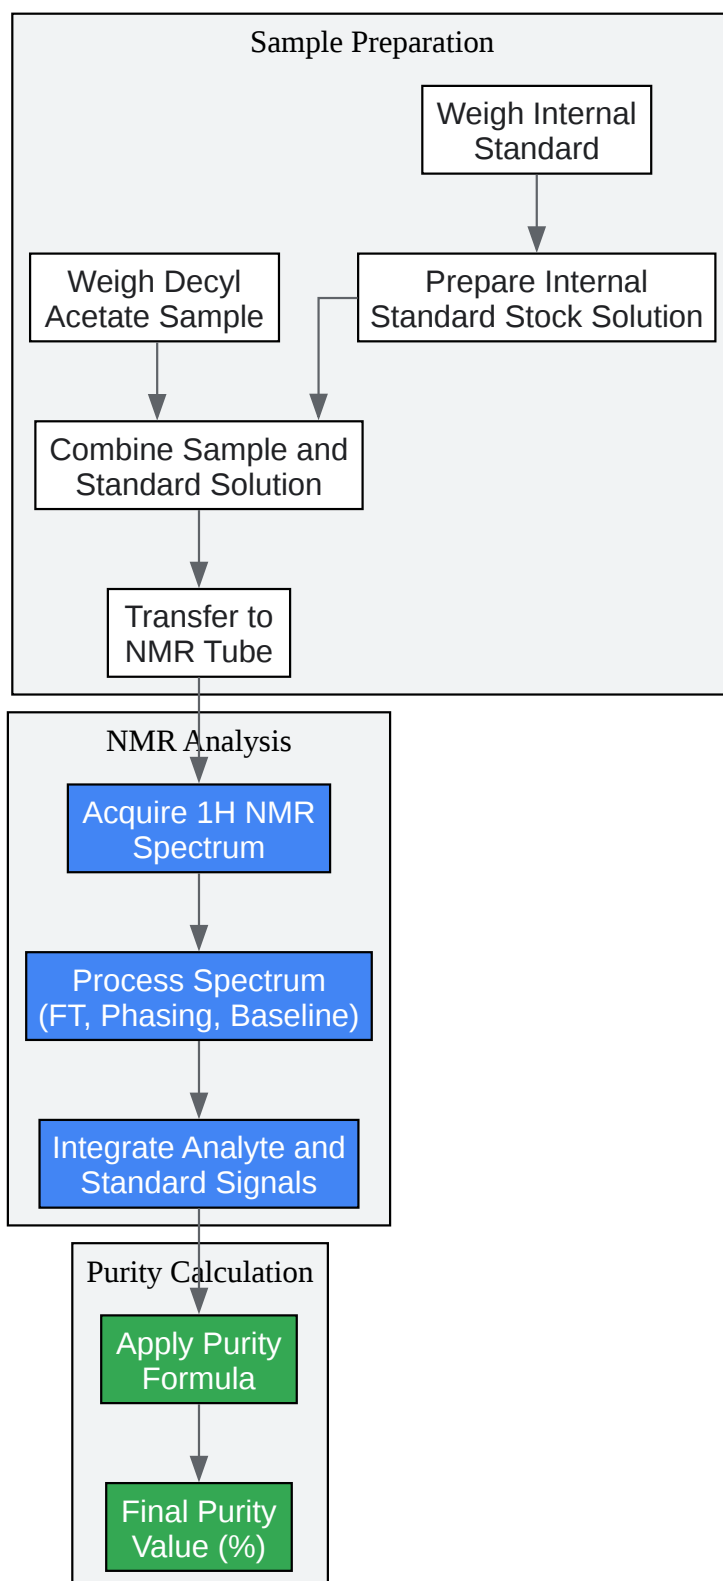 Sample Preparation
Weigh Internal
Standard
Weigh Decyl
Acetate Sample
Prepare Internal
Standard Stock Solution
Combine Sample and
Standard Solution
Transfer to
NMR Tube
NMR Analysis
Acquire 1H NMR
Spectrum
Process Spectrum
(FT, Phasing, Baseline)
Integrate Analyte and
Standard Signals
Purity Calculation
Apply Purity
Formula
Final Purity
Value (%)